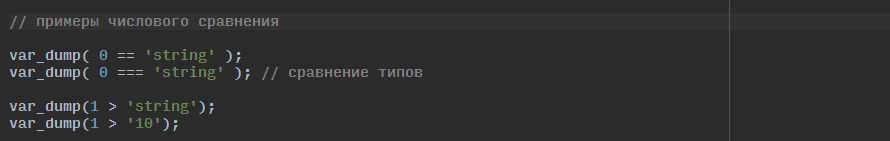 // примеры числового сравнения
var_dump( 0 == 'string' );
var_dump( 0 === 'string' ); // сравнение типов
var_dump(1 > 'string');
var_dump(1 > '10');